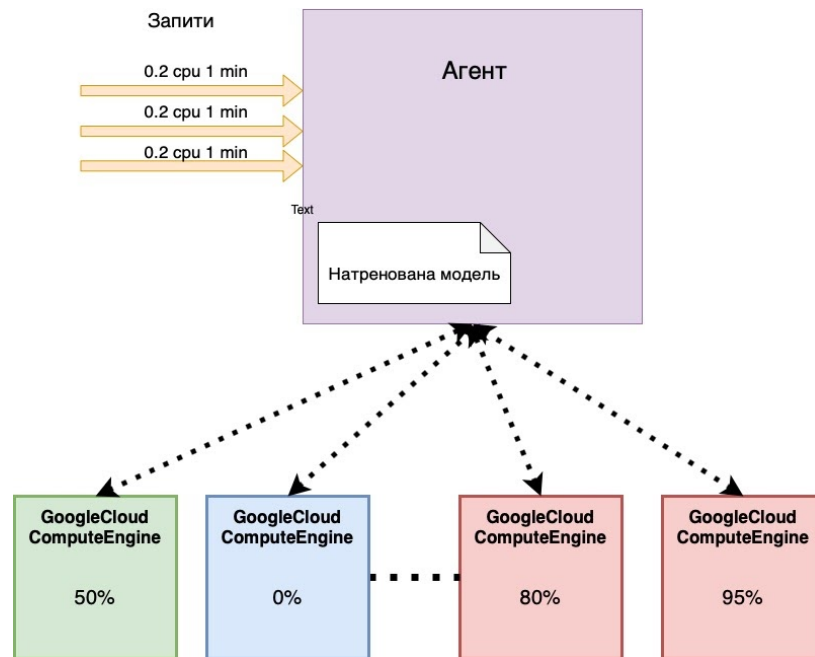 Запити
Агент
0.2 cpu 1 min
0.2 cpu 1 min
0.2 cpu 1 min
Text
Натренована модель
GoogleCloud
ComputeEngine
50%
GoogleCloud
ComputeEngine
0%
GoogleCloud
ComputeEngine
80%
GoogleCloud
ComputeEngine
95%